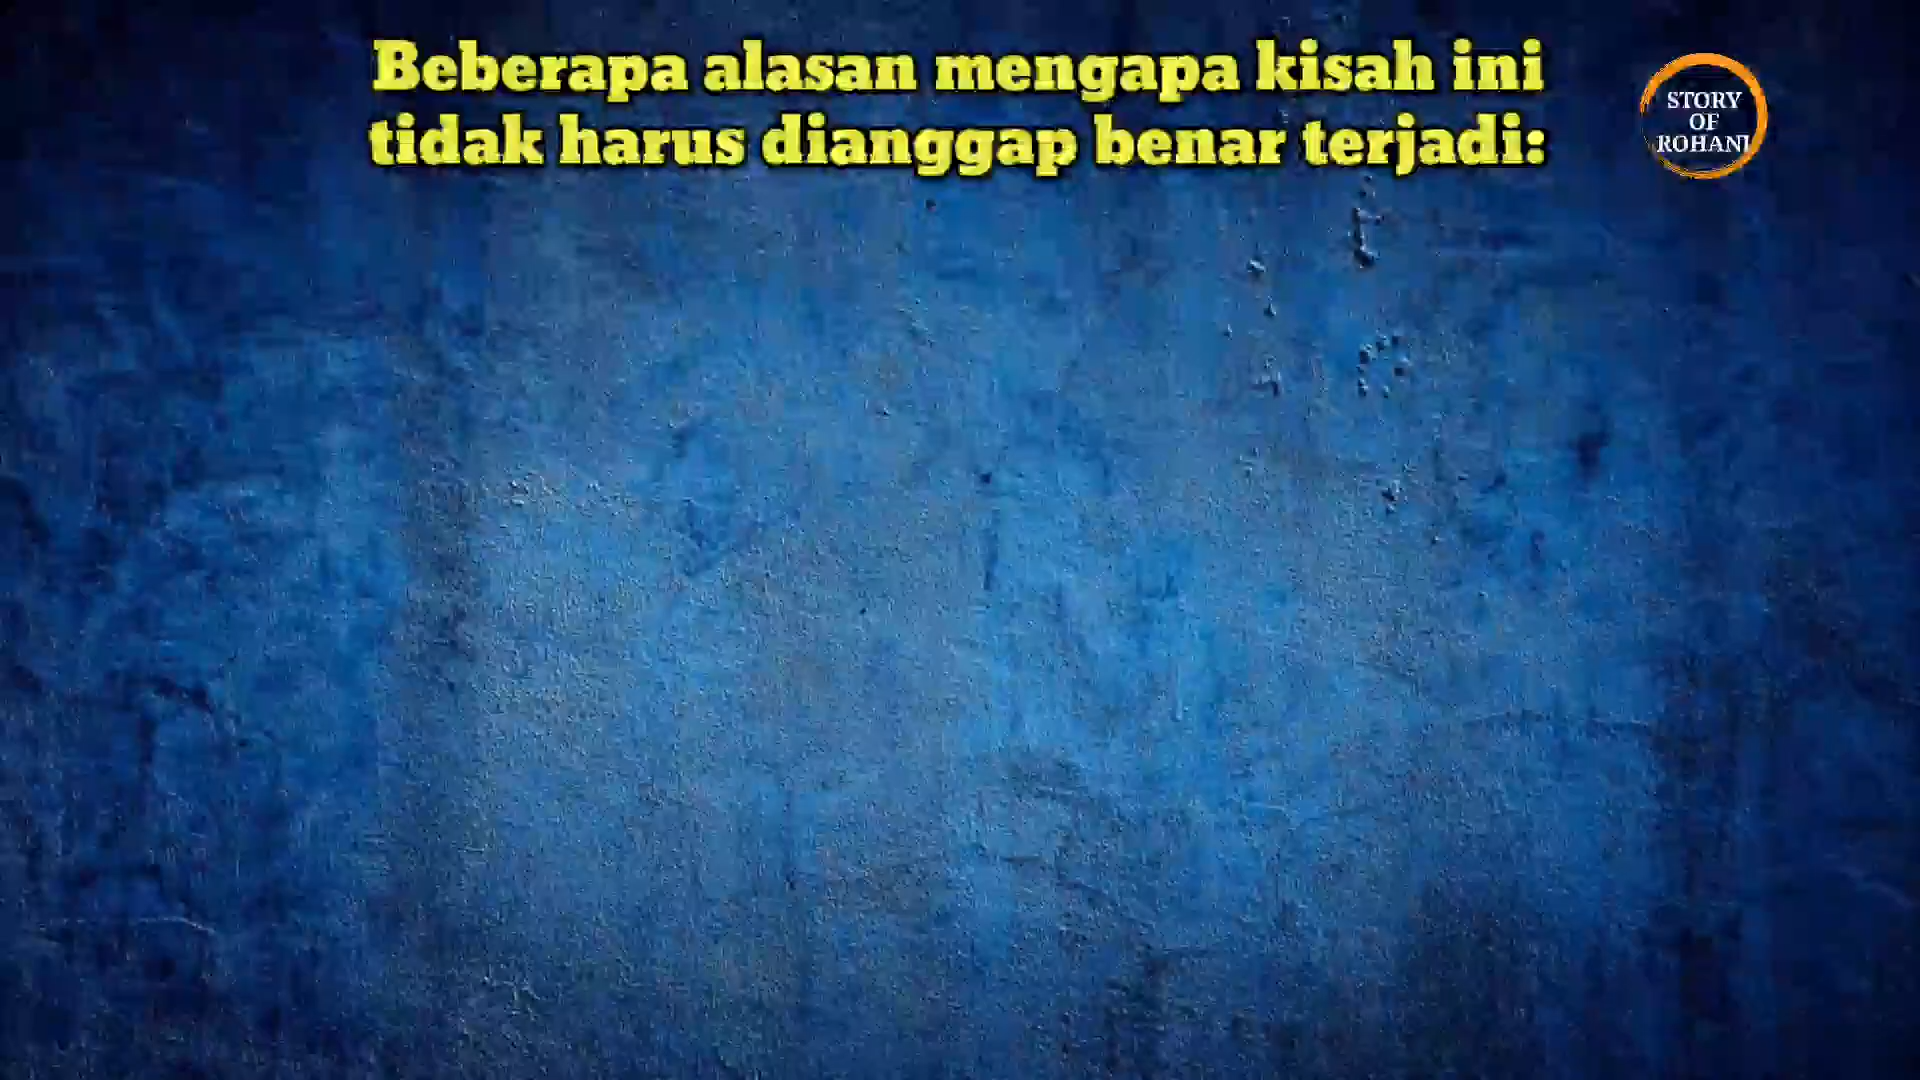 Beberapa alasan mengapa kisah ini
tidak harus dianggap benar terjadi:
STORY
OF
ROHANI